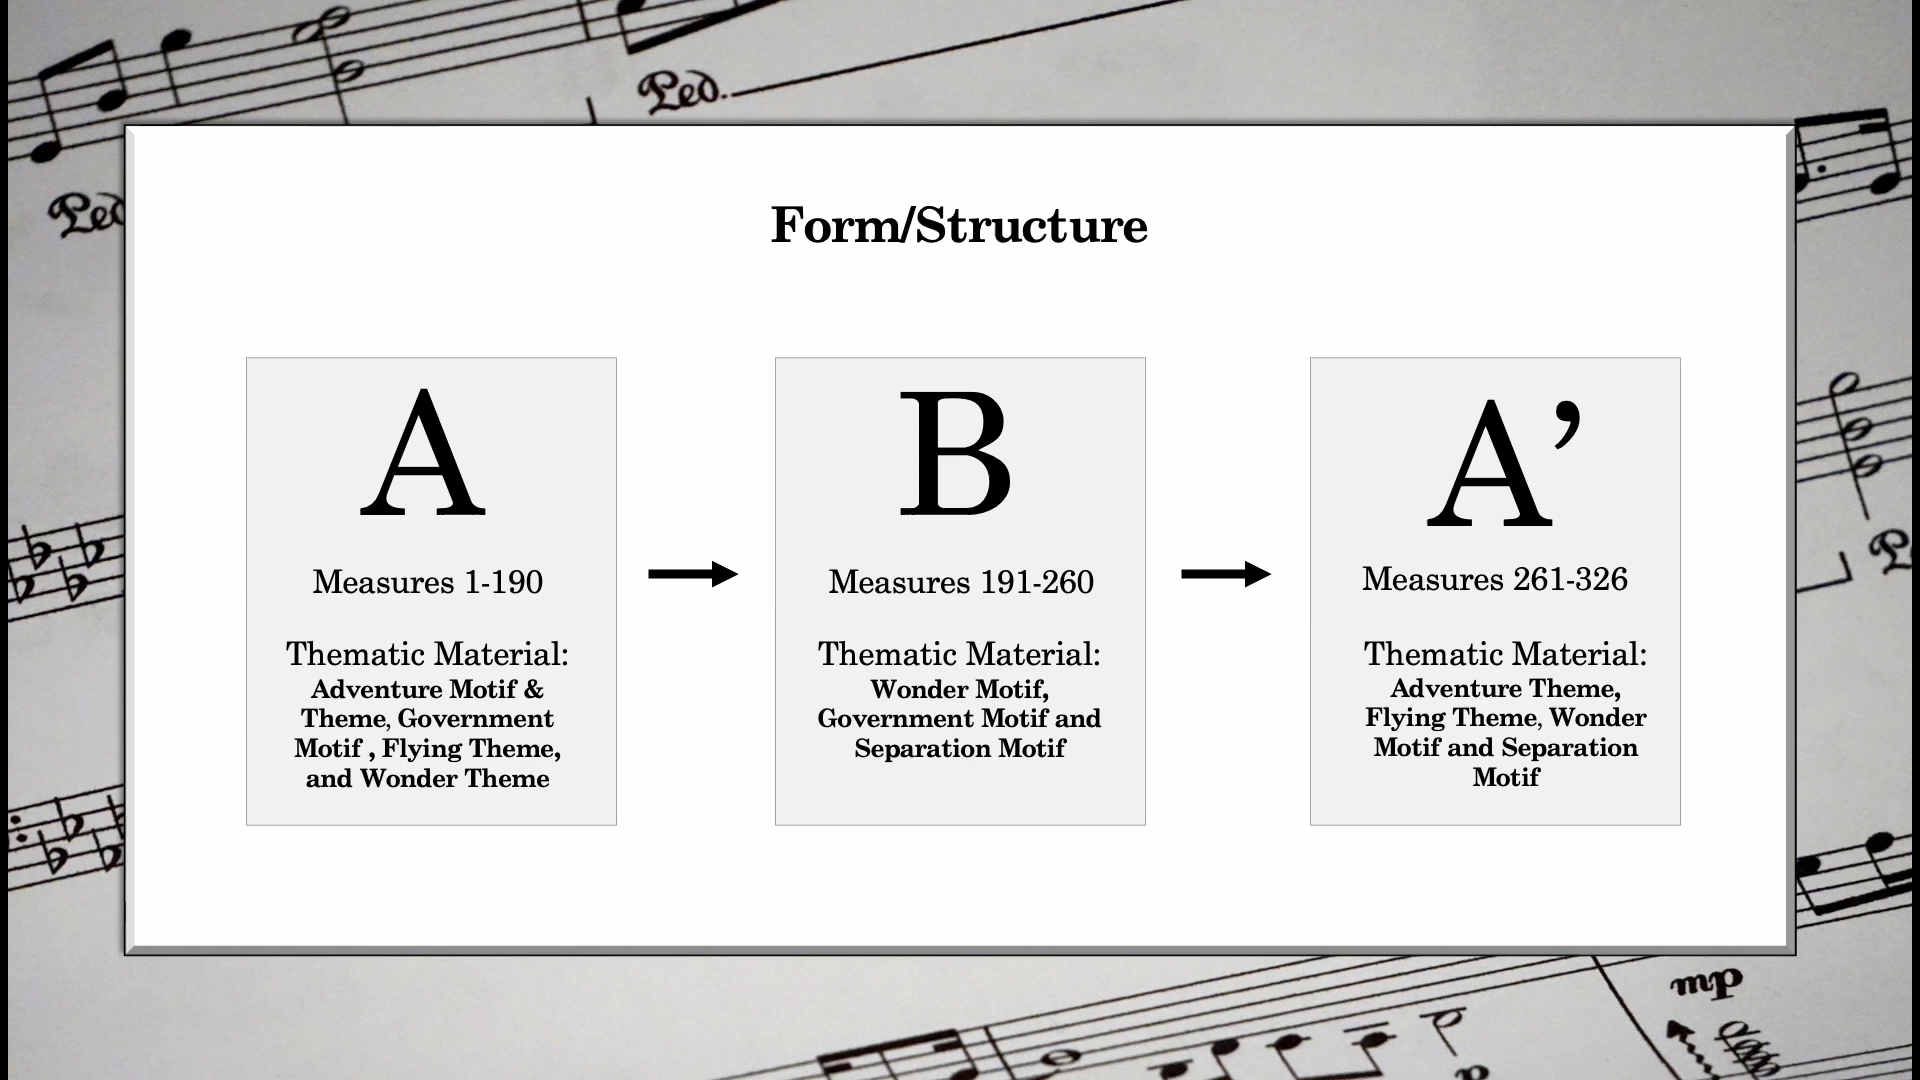 Ped.
Ped
Form/Structure
A
Measures 1-190
Thematic Material:
Adventure Motif &
Theme, Government
Motif , Flying Theme,
and Wonder Theme
B
Measures 191-260
Thematic Material:
Wonder Motif,
Government Motif and
Separation Motif
A’
Measures 261-326
Thematic Material:
Adventure Theme,
Flying Theme, Wonder
Motif and Separation
Motif
mp